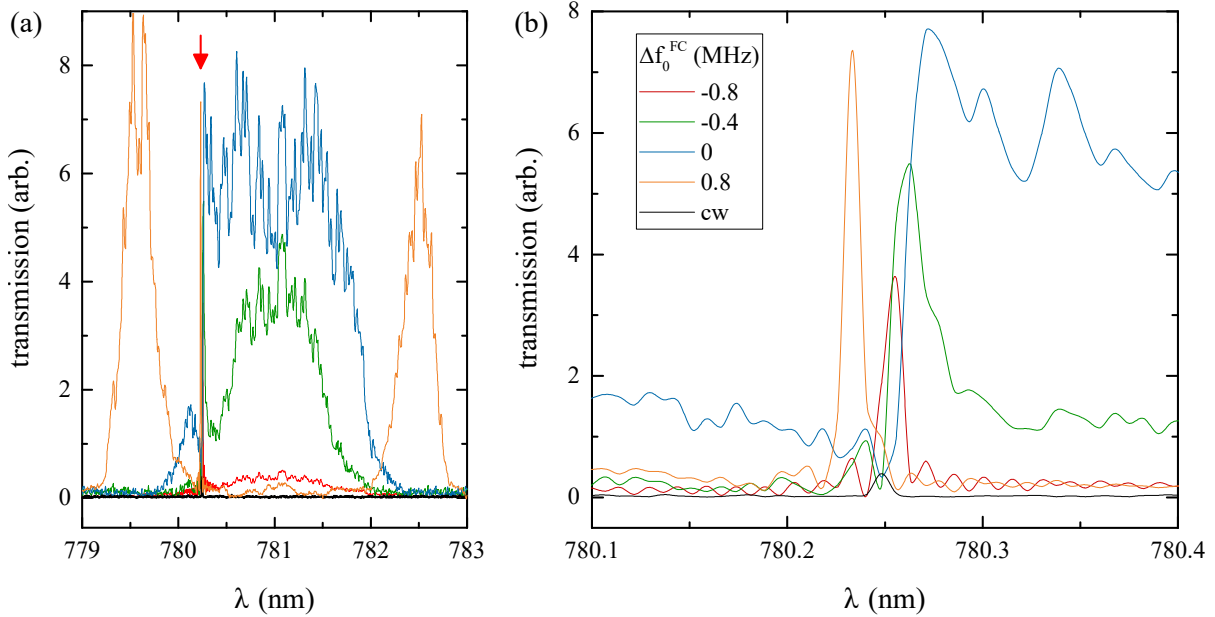 (a)
8
6
4
2
0
transmission (arb.)
779
780
781
782
783
λ (nm)
(b)
8
6
4
2
0
transmission (arb.)
Δf₀^FC (MHz)
-0.8
-0.4
0
0.8
cw
780.1
780.2
780.3
780.4
λ (nm)